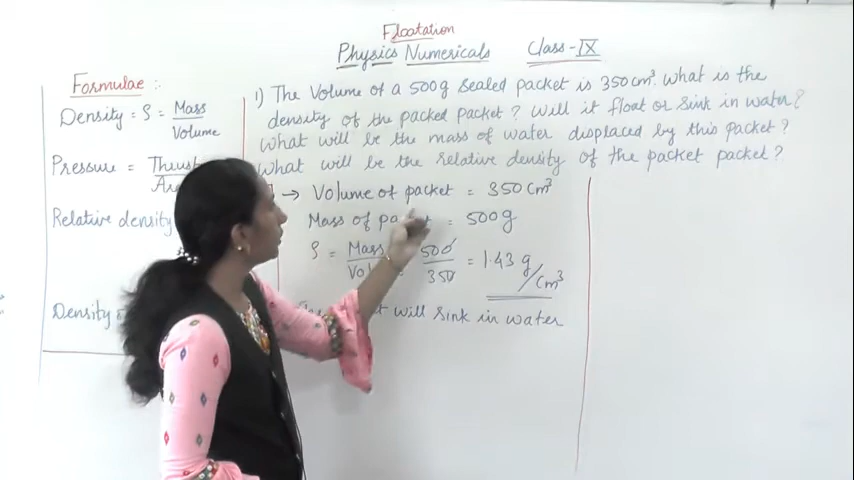 Floatation
Physics Numericals Class-IX
Formulae :-
Density = ρ = Mass
Volume
Pressure = Thrust
Relative density
Density
1) The Volume of a 500g Sealed packet is 350 cm³. What is the
density of the packed Packet? Will it float or Sink in water?
What will be the mass of water displaced by this packet?
What will be the relative density of the packet packet?
→ Volume of packet = 350 Cm³
Mass of = 500g
ρ = Mass = 500 = 1.43 g/cm³
350
will sink in water